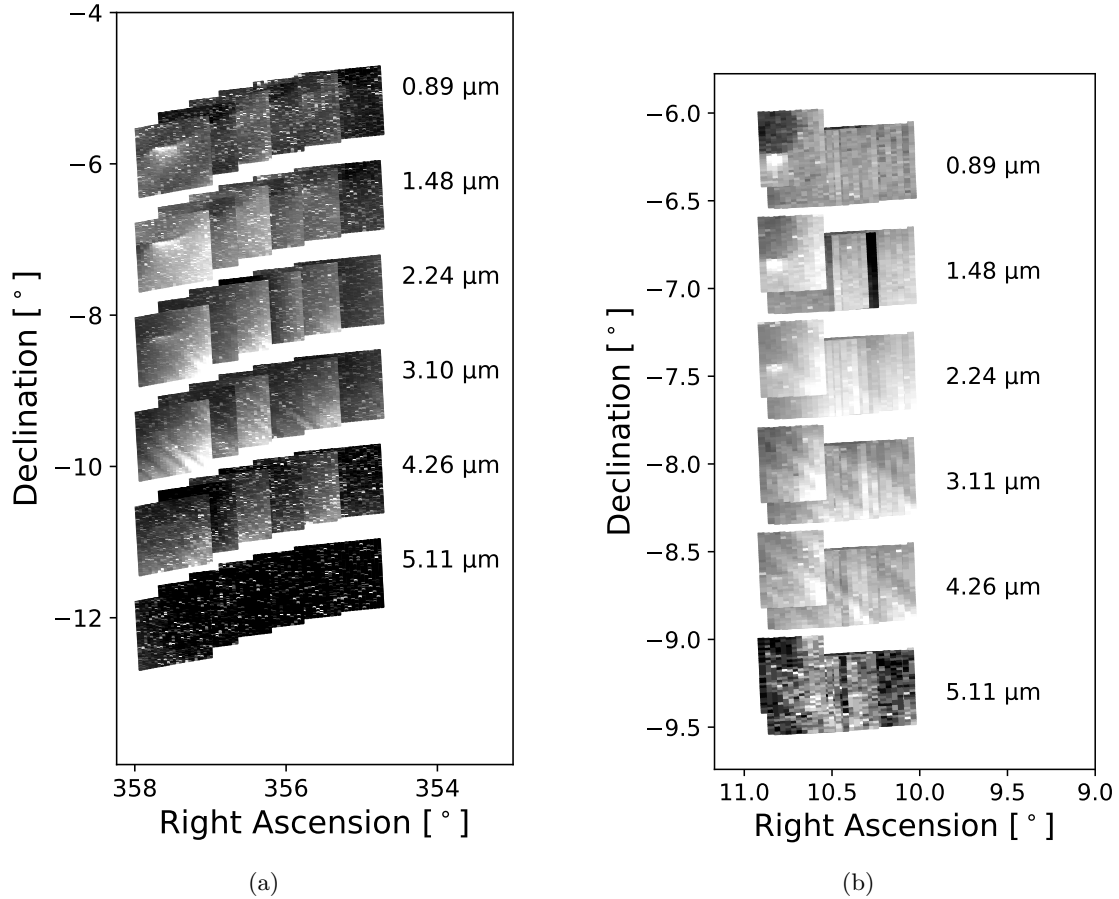 −4
−6
−8
−10
−12
Declination [°]
0.89 µm
1.48 µm
2.24 µm
3.10 µm
4.26 µm
5.11 µm
358
356
354
Right Ascension [°]
(a)
−6.0
−6.5
−7.0
−7.5
−8.0
−8.5
−9.0
−9.5
Declination [°]
0.89 µm
1.48 µm
2.24 µm
3.11 µm
4.26 µm
5.11 µm
11.0
10.5
10.0
9.5
9.0
Right Ascension [°]
(b)